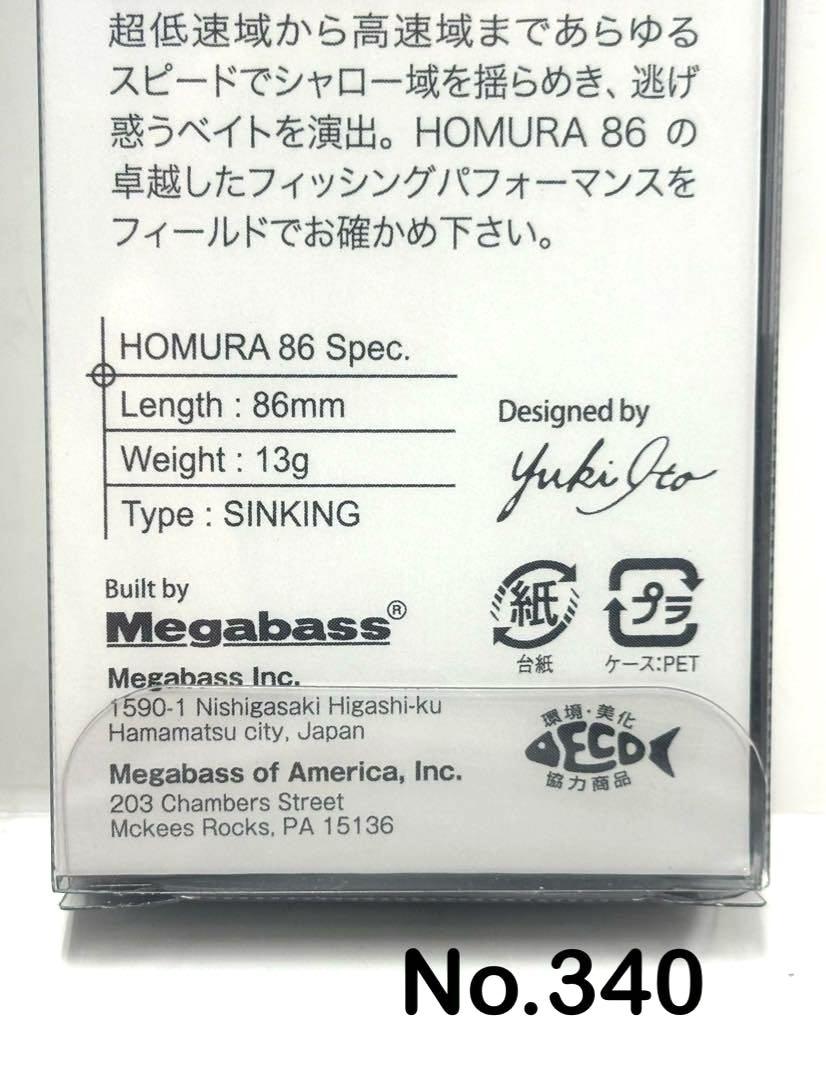 超低速域から高速域まであらゆる
スピードでシャロー域を揺らめき、逃げ
惑うベイトを演出。HOMURA 86 の
卓越したフィッシングパフォーマンスを
フィールドでお確かめ下さい。
HOMURA 86 Spec.
Length : 86mm
Weight : 13g
Type : SINKING
Designed by
Yuki Ito
Built by
Megabass®
Megabass Inc.
1590-1 Nishigasaki Higashi-ku
Hamamatsu city, Japan
Megabass of America, Inc.
203 Chambers Street
Mckees Rocks, PA 15136
紙
台紙
プラ
ケース:PET
環境・美化
ECO
協力商品
No.340